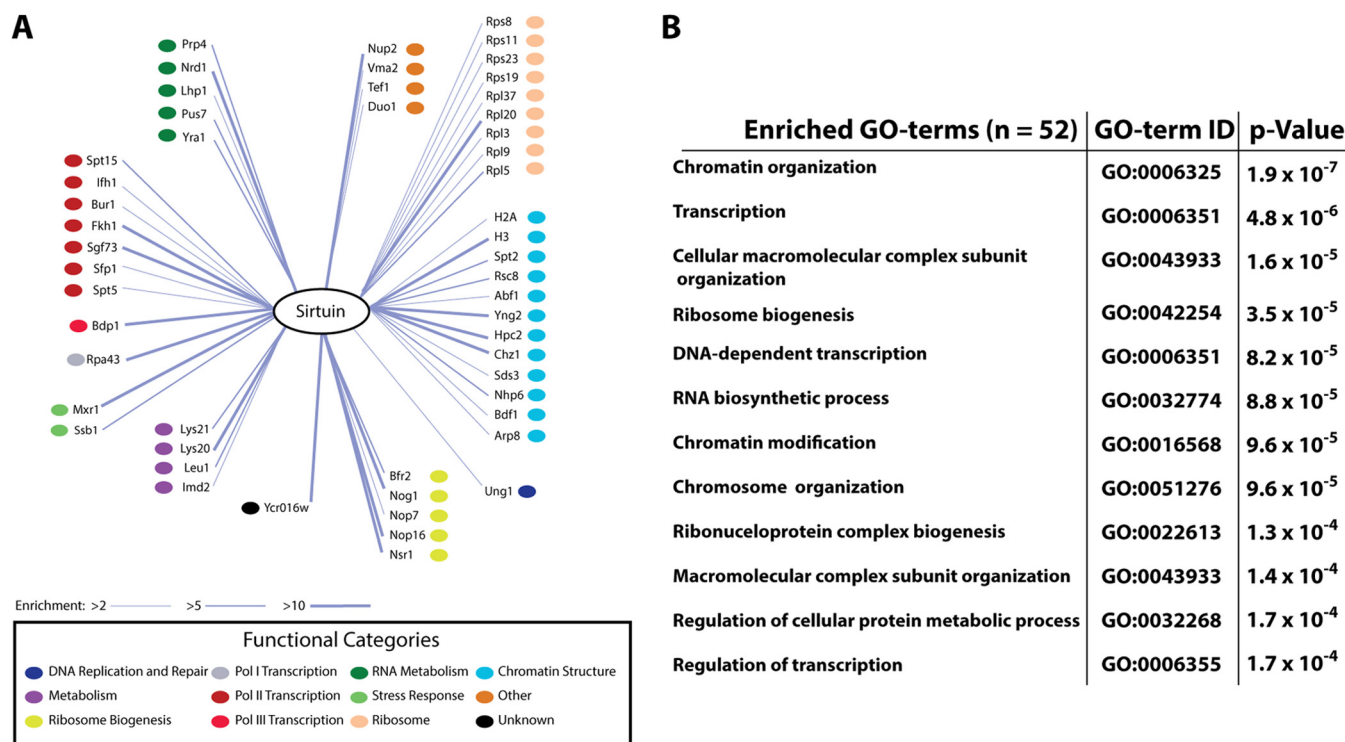 A
Prp4
Nrd1
Lhp1
Pus7
Yra1
Nup2
Vma2
Tef1
Duo1
Rps8
Rps11
Rps23
Rps19
Rpl37
Rpl20
Rpl3
Rpl9
Rpl5
Spt15
Ifh1
Bur1
Fkh1
Sgf73
Sfp1
Spt5
Bdp1
Rpa43
Mxr1
Ssb1
Sirtuin
H2A
H3
Spt2
Rsc8
Abf1
Yng2
Hpc2
Chz1
Sds3
Nhp6
Bdf1
Arp8
Lys21
Lys20
Leu1
Imd2
Ycr016w
Bfr2
Nog1
Nop7
Nop16
Nsr1
Ung1
Enrichment: >2 >5 >10
Functional Categories
DNA Replication and Repair Pol I Transcription RNA Metabolism Chromatin Structure
Metabolism Pol II Transcription Stress Response Other
Ribosome Biogenesis Pol III Transcription Ribosome Unknown
B
Enriched GO-terms (n = 52) GO-term ID p-Value
Chromatin organization GO:0006325 1.9 x 10⁻⁷
Transcription GO:0006351 4.8 x 10⁻⁶
Cellular macromolecular complex subunit
organization GO:0043933 1.6 x 10⁻⁵
Ribosome biogenesis GO:0042254 3.5 x 10⁻⁵
DNA-dependent transcription GO:0006351 8.2 x 10⁻⁵
RNA biosynthetic process GO:0032774 8.8 x 10⁻⁵
Chromatin modification GO:0016568 9.6 x 10⁻⁵
Chromosome organization GO:0051276 9.6 x 10⁻⁵
Ribonuceloprotein complex biogenesis GO:0022613 1.3 x 10⁻⁴
Macromolecular complex subunit organization GO:0043933 1.4 x 10⁻⁴
Regulation of cellular protein metabolic process GO:0032268 1.7 x 10⁻⁴
Regulation of transcription GO:0006355 1.7 x 10⁻⁴